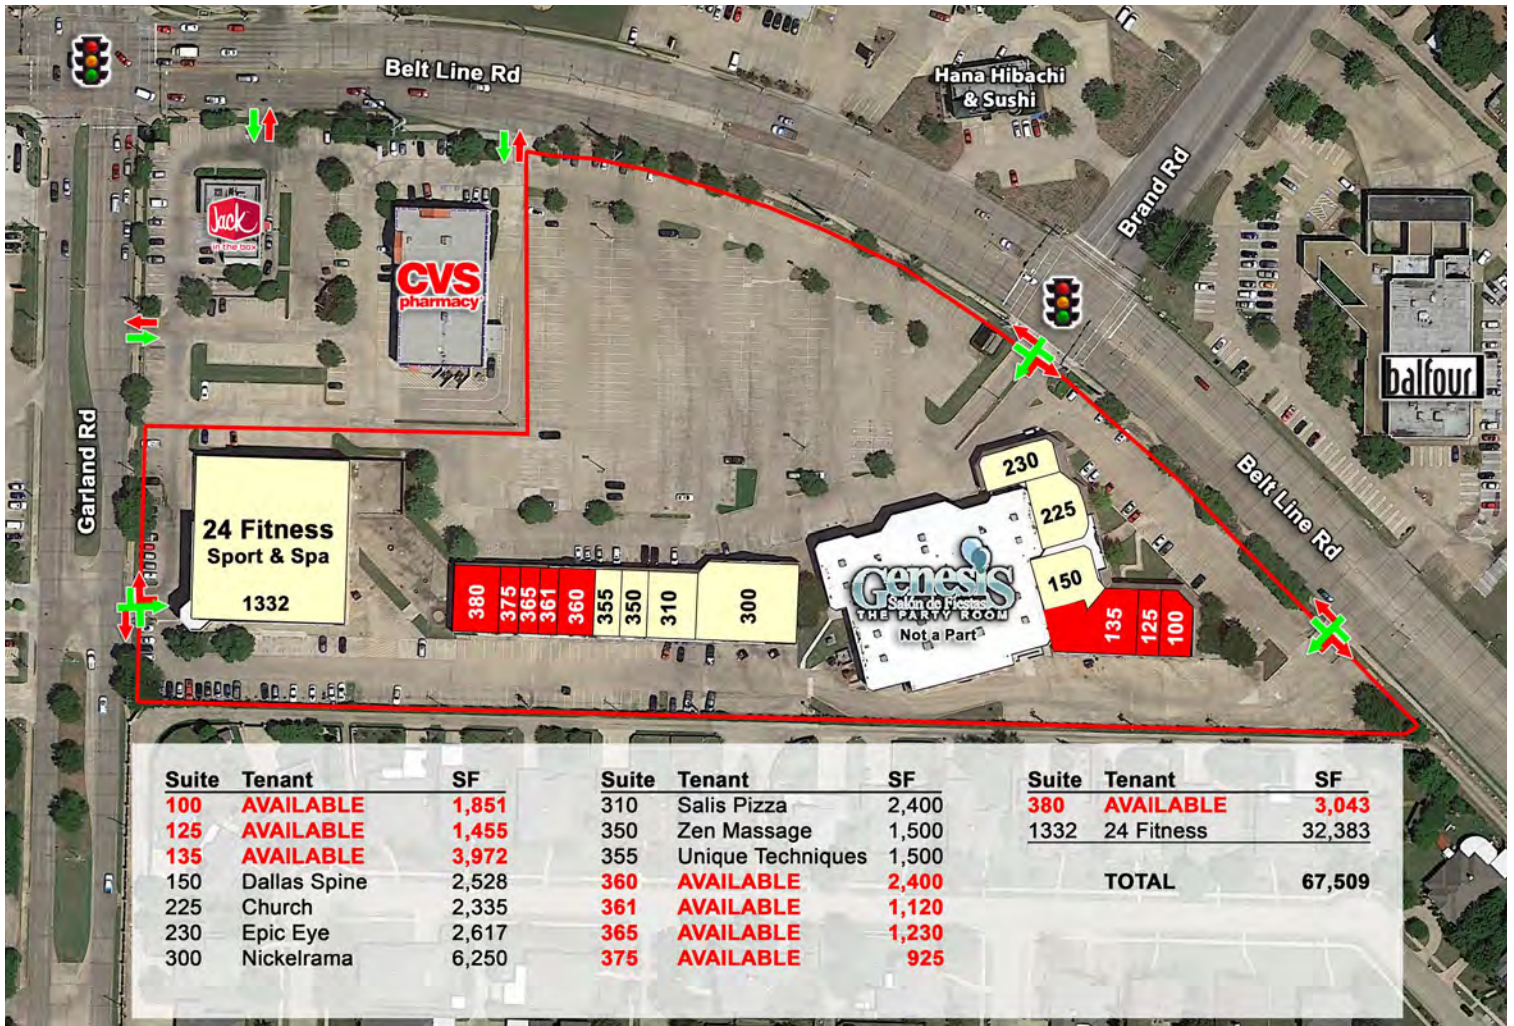 Belt Line Rd
Hana Hibachi
& Sushi
Brand Rd
Jack
in the box
CVS
pharmacy
balfour
Garland Rd
Belt Line Rd
24 Fitness
Sport & Spa
1332
380
375
365
361
360
355
350
310
300
Genesis
Salón de Fiestas
THE PARTY ROOM
Not a Part
230
225
150
135
125
100
Suite Tenant SF
100 AVAILABLE 1,851
125 AVAILABLE 1,455
135 AVAILABLE 3,972
150 Dallas Spine 2,528
225 Church 2,335
230 Epic Eye 2,617
300 Nickelrama 6,250
Suite Tenant SF
310 Salis Pizza 2,400
350 Zen Massage 1,500
355 Unique Techniques 1,500
360 AVAILABLE 2,400
361 AVAILABLE 1,120
365 AVAILABLE 1,230
375 AVAILABLE 925
Suite Tenant SF
380 AVAILABLE 3,043
1332 24 Fitness 32,383
TOTAL 67,509